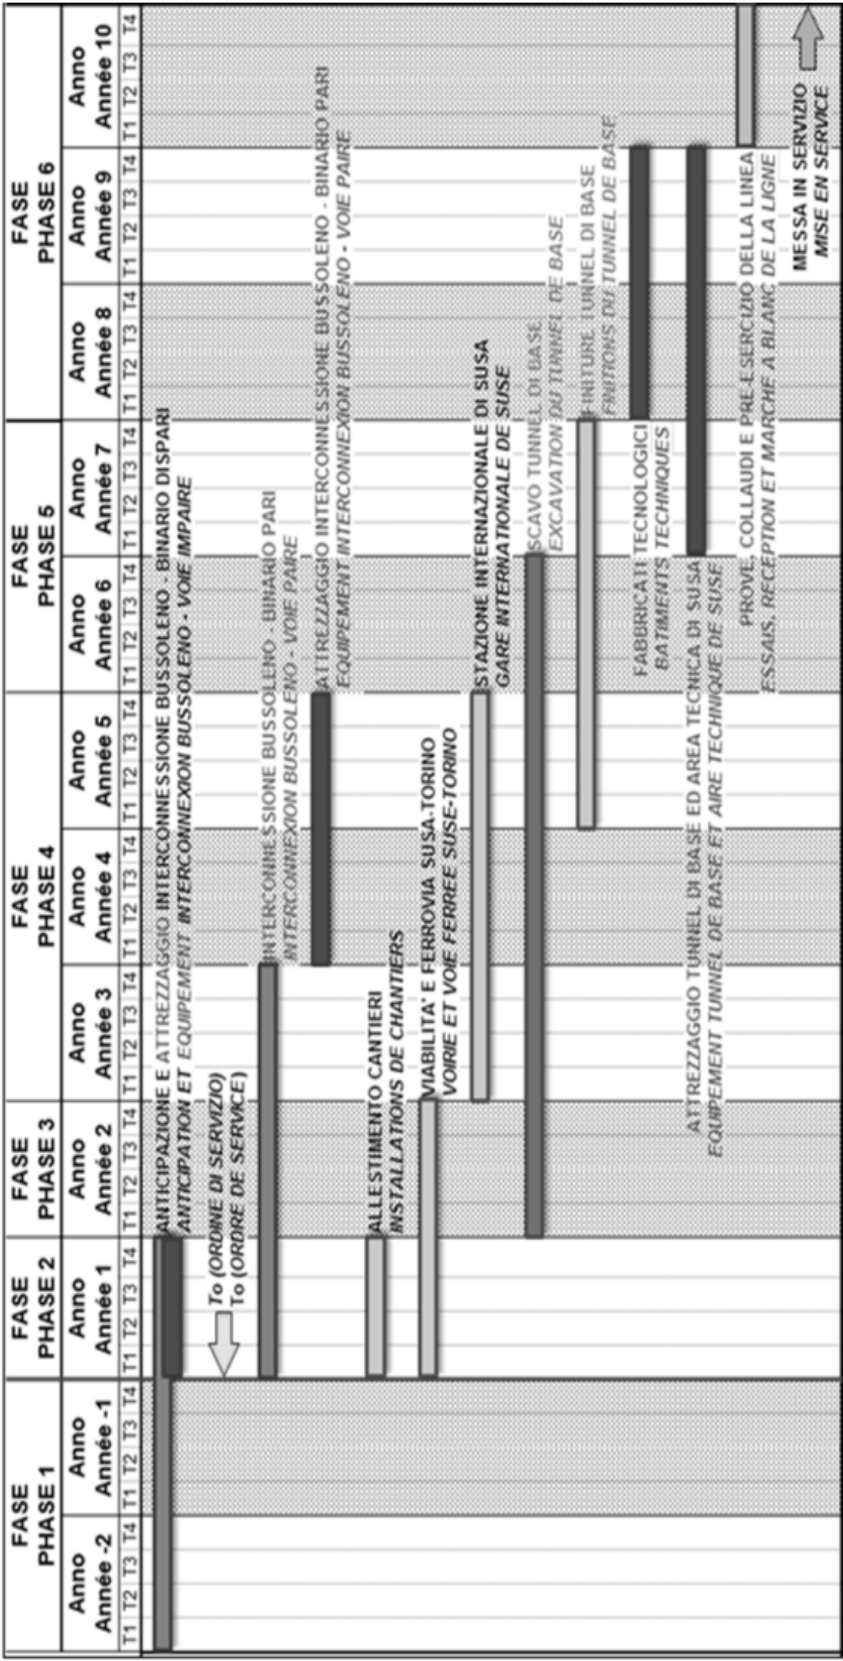 FASE FASE FASE FASE FASE FASE
PHASE 1 PHASE 2 PHASE 3 PHASE 4 PHASE 5 PHASE 6
Anno Anno Anno Anno Anno Anno Anno Anno Anno Anno Anno Anno
Année -2 Année -1 Année 1 Année 2 Année 3 Année 4 Année 5 Année 6 Année 7 Année 8 Année 9 Année 10
T1 T2 T3 T4 T1 T2 T3 T4 T1 T2 T3 T4 T1 T2 T3 T4 T1 T2 T3 T4 T1 T2 T3 T4 T1 T2 T3 T4 T1 T2 T3 T4 T1 T2 T3 T4 T1 T2 T3 T4 T1 T2 T3 T4 T1 T2 T3 T4
ANTICIPAZIONE E ATTREZZAGGIO INTERCONNESSIONE BUSSOLENO - BINARIO DISPARI
ANTICIPATION ET EQUIPEMENT INTERCONNEXION BUSSOLENO - VOIE IMPAIRE
To (ORDINE DI SERVIZIO)
To (ORDRE DE SERVICE)
INTERCONNESSIONE BUSSOLENO - BINARIO PARI
INTERCONNEXION BUSSOLENO - VOIE PAIRE
ATTREZZAGGIO INTERCONNESSIONE BUSSOLENO - BINARIO PARI
EQUIPEMENT INTERCONNEXION BUSSOLENO - VOIE PAIRE
ALLESTIMENTO CANTIERI
INSTALLATIONS DE CHANTIERS
VIABILITA' E FERROVIA SUSA-TORINO
VOIRIE ET VOIE FERREE SUSE-TORINO
STAZIONE INTERNAZIONALE DI SUSA
GARE INTERNATIONALE DE SUSE
SCAVO TUNNEL DI BASE
EXCAVATION DU TUNNEL DE BASE
FINITURE TUNNEL DI BASE
FINITIONS DU TUNNEL DE BASE
FABBRICATI TECNOLOGICI
BATIMENTS TECHNIQUES
ATTREZZAGGIO TUNNEL DI BASE ED AREA TECNICA DI SUSA
EQUIPEMENT TUNNEL DE BASE ET AIRE TECHNIQUE DE SUSE
PROVE, COLLAUDI E PRE-ESERCIZIO DELLA LINEA
ESSAIS, RECEPTION ET MARCHE A BLANC DE LA LIGNE
MESSA IN SERVIZIO
MISE EN SERVICE